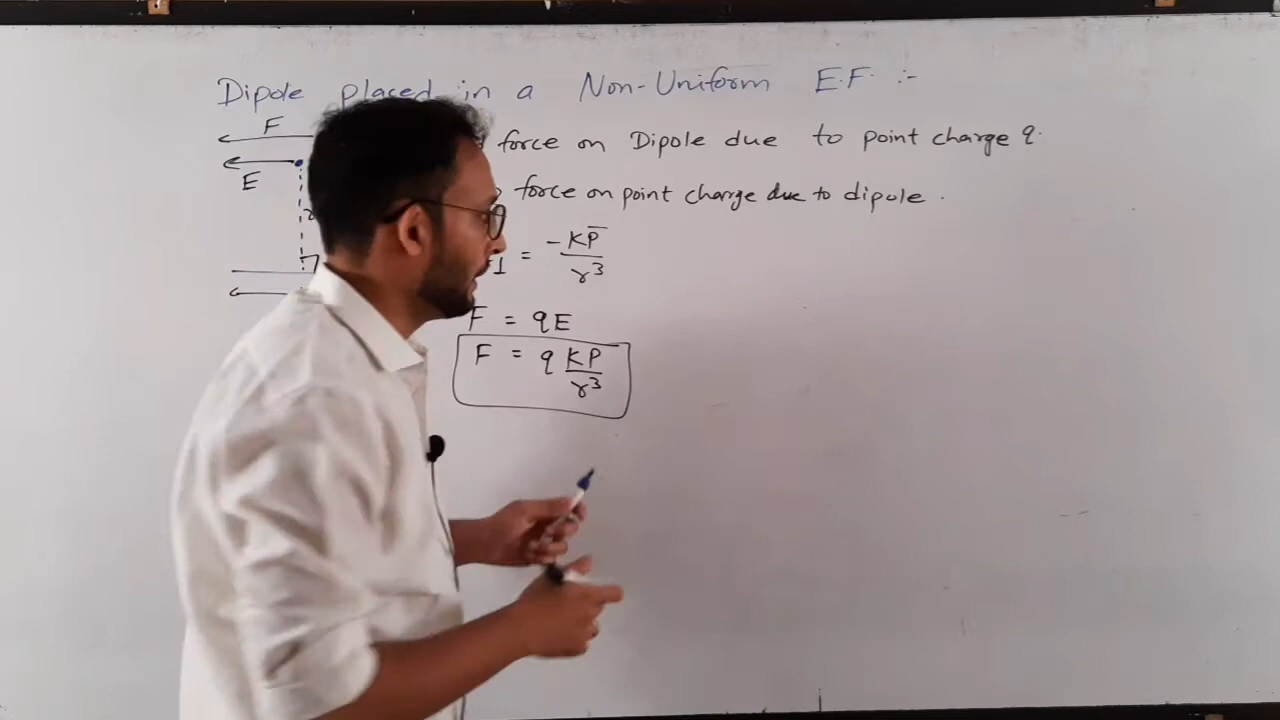 Dipole placed in a Non-Uniform E.F. :-
F
force on Dipole due to point charge q.
E
force on point charge due to dipole.
= -KP̅/r³
F = qE
F = q KP/r³